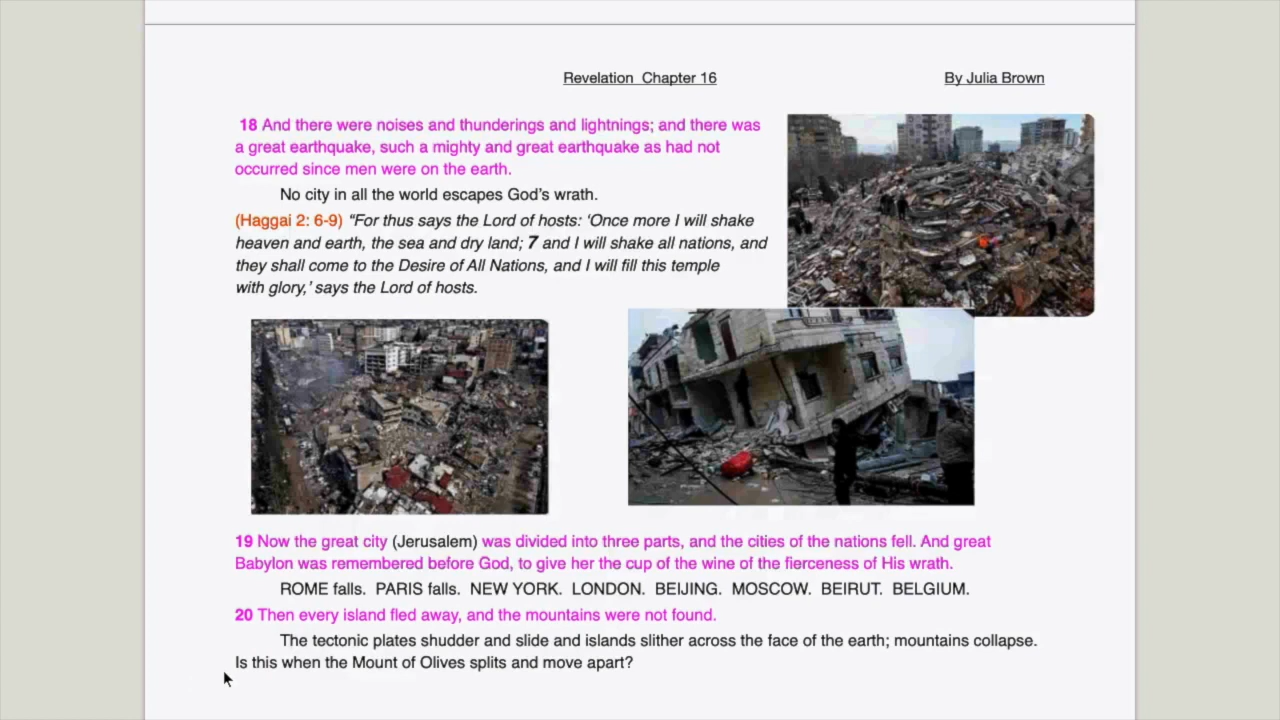 Revelation  Chapter 16
By Julia Brown
18 And there were noises and thunderings and lightnings; and there was
a great earthquake, such a mighty and great earthquake as had not
occurred since men were on the earth.
No city in all the world escapes God’s wrath.
(Haggai 2: 6-9) “For thus says the Lord of hosts: ‘Once more I will shake
heaven and earth, the sea and dry land; 7 and I will shake all nations, and
they shall come to the Desire of All Nations, and I will fill this temple
with glory,’ says the Lord of hosts.
19 Now the great city (Jerusalem) was divided into three parts, and the cities of the nations fell. And great
Babylon was remembered before God, to give her the cup of the wine of the fierceness of His wrath.
ROME falls.  PARIS falls.  NEW YORK.  LONDON.  BEIJING.  MOSCOW.  BEIRUT.  BELGIUM.
20 Then every island fled away, and the mountains were not found.
The tectonic plates shudder and slide and islands slither across the face of the earth; mountains collapse.
Is this when the Mount of Olives splits and move apart?